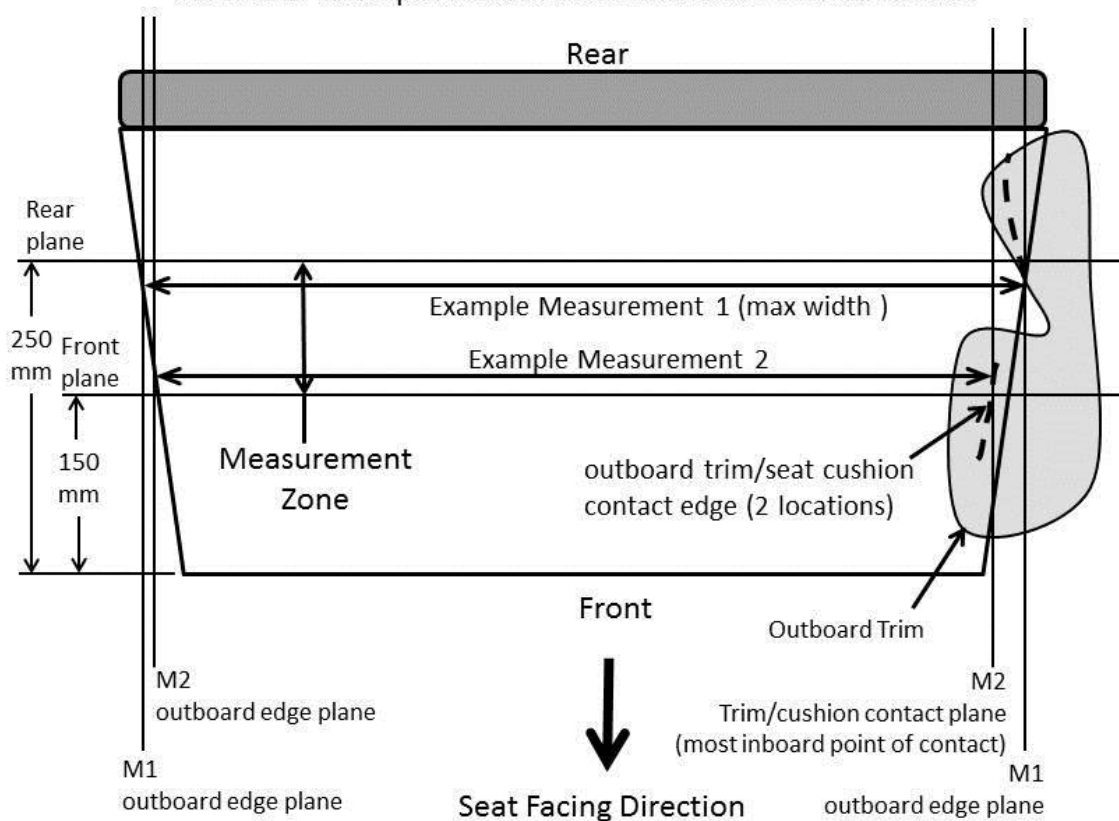 Rear
Rear
plane
Example Measurement 1 (max width )
250
mm
Front
plane
Example Measurement 2
150
mm
Measurement
Zone
outboard trim/seat cushion
contact edge (2 locations)
Front
Outboard Trim
M2
outboard edge plane
M2
Trim/cushion contact plane
(most inboard point of contact)
M1
outboard edge plane
Seat Facing Direction
M1
outboard edge plane